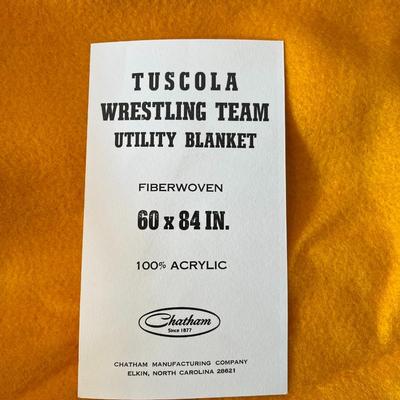 TUSCOLA
WRESTLING TEAM
UTILITY BLANKET
FIBERWOVEN
60 x 84 IN.
100% ACRYLIC
Chatham
Since 1877
CHATHAM MANUFACTURING COMPANY
ELKIN, NORTH CAROLINA 28621